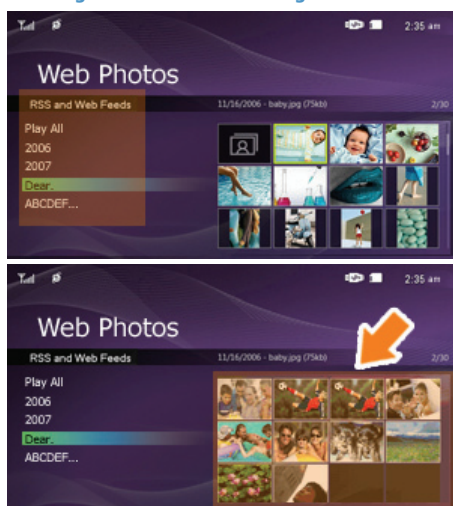 2:35 am
Web Photos
RSS and Web Feeds
11/16/2006 - baby.jpg (75kb)
2/30
Play All
2006
2007
Dear.
ABCDEF...
2:35 am
Web Photos
RSS and Web Feeds
11/16/2006 - baby.jpg (75kb)
2/30
Play All
2006
2007
Dear.
ABCDEF...